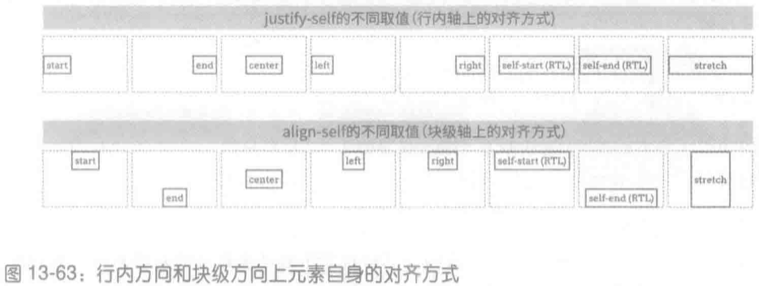 justify-self的不同取值(行内轴上的对齐方式)
start end center left right self-start (RTL) self-end (RTL) stretch
align-self的不同取值(块级轴上的对齐方式)
start end center left right self-start (RTL) self-end (RTL) stretch
图 13-63：行内方向和块级方向上元素自身的对齐方式